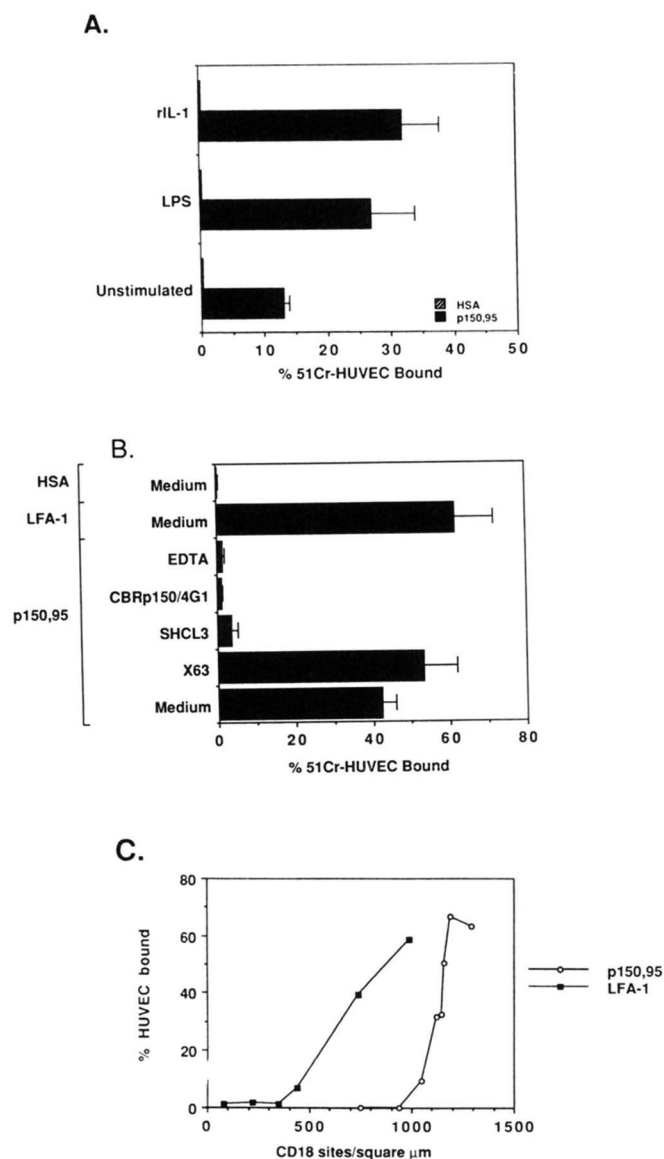 A.
rIL-1
LPS
Unstimulated
HSA
p150,95
0 10 20 30 40 50
% 51Cr-HUVEC Bound
B.
HSA
LFA-1
p150,95
Medium
Medium
EDTA
CBRp150/4G1
SHCL3
X63
Medium
0 20 40 60 80
% 51Cr-HUVEC Bound
C.
% HUVEC bound
80
60
40
20
0
0 500 1000 1500
CD18 sites/square µm
p150,95
LFA-1